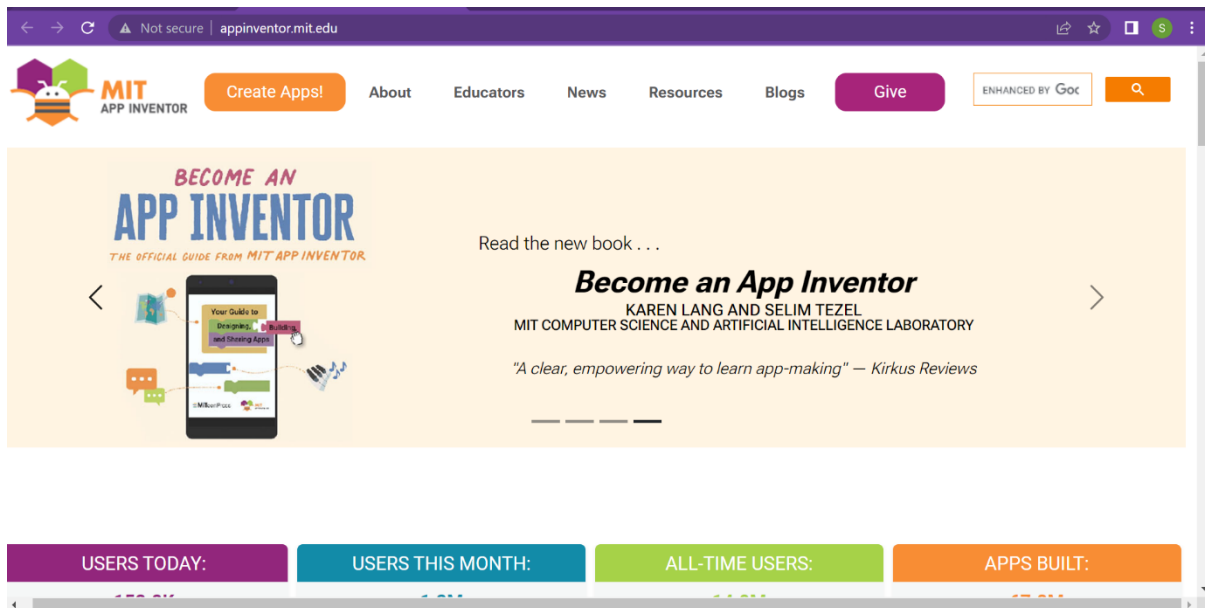 Not secure | appinventor.mit.edu
S
MIT
APP INVENTOR
Create Apps!
About
Educators
News
Resources
Blogs
Give
ENHANCED BY Goo
BECOME AN
APP INVENTOR
THE OFFICIAL GUIDE FROM MIT APP INVENTOR
Your Guide to
Designing, Building,
and Sharing Apps
Read the new book . . .
Become an App Inventor
KAREN LANG AND SELIM TEZEL
MIT COMPUTER SCIENCE AND ARTIFICIAL INTELLIGENCE LABORATORY
"A clear, empowering way to learn app-making" — Kirkus Reviews
USERS TODAY:
USERS THIS MONTH:
ALL-TIME USERS:
APPS BUILT: